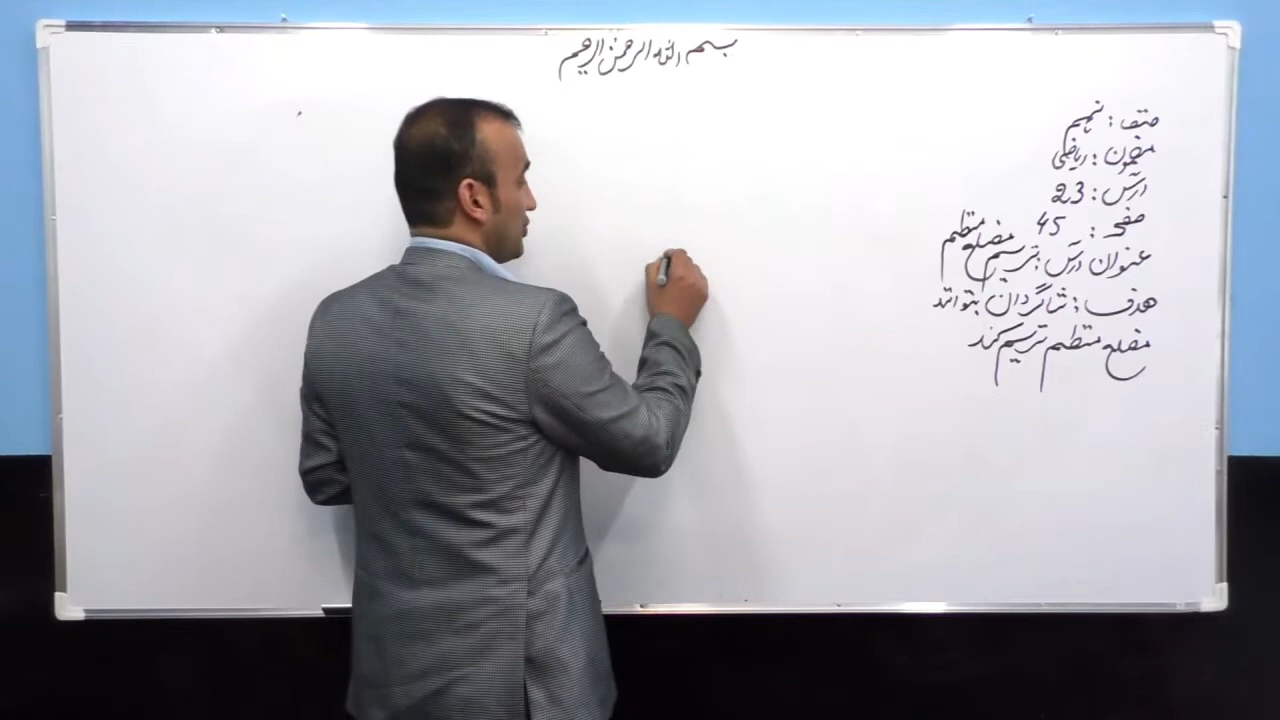 بسم الله الرحمن الرحیم
صنف: نهم
مضمون: ریاضی
درس: 23
صفحه: 45
عنوان درس: ترسیم مضلع منتظم
هدف: شاگردان بتوانند
مضلع منتظم ترسیم کند